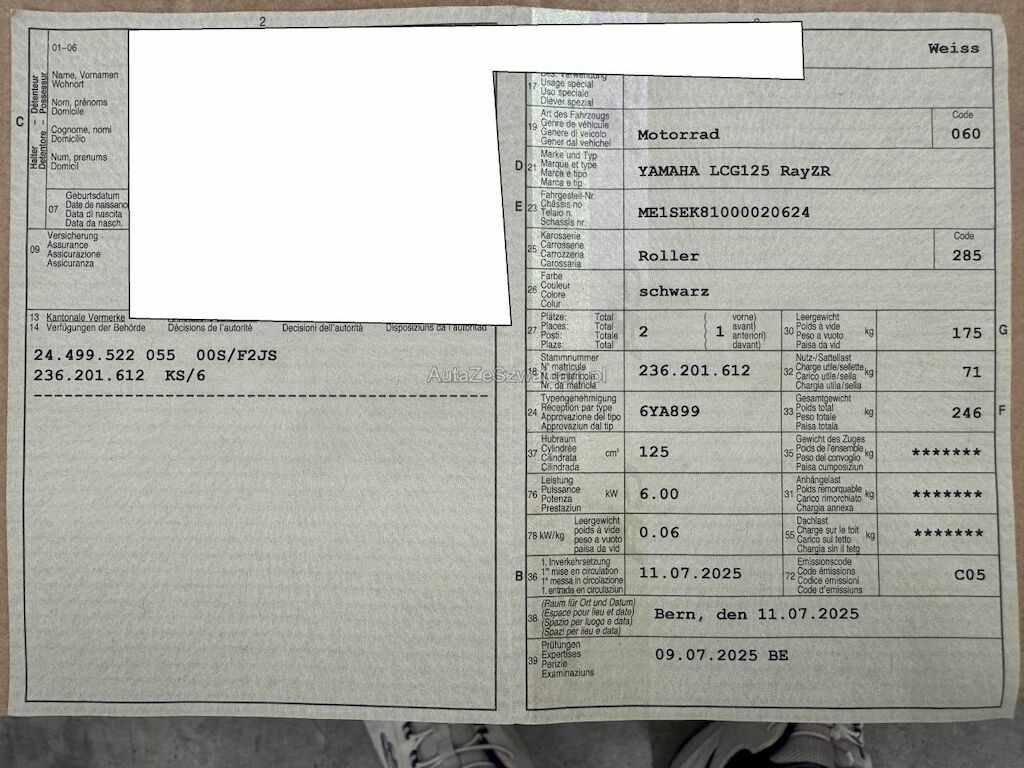 2
01–06
Name, Vornamen
Wohnort
Nom, prénoms
Domicile
Cognome, nomi
Domicilio
Num, prenums
Domicil
C
Halter – Détenteur
Detentore – Possessur
07
Geburtsdatum
Date de naissance
Data di nascita
Data da nasch.
09
Versicherung
Assurance
Assicurazione
Assicuranza
13 Kantonale Vermerke
14 Verfügungen der Behörde Décisions de l'autorité Decisioni dell'autorità Disposiziuns da l'autoritad
24.499.522 055 00S/F2JS
236.201.612 KS/6
AutaZeSzwajcarii.pl
Weiss
17
Bes. Verwendung
Usage spécial
Uso speciale
Diever spezial
19
Art des Fahrzeugs
Genre de véhicule
Genere di veicolo
Gener dal vehichel
Motorrad
Code
060
D 21
Marke und Typ
Marque et type
Marca e tipo
Marca e tip
YAMAHA LCG125 RayZR
E 23
Fahrgestell-Nr.
Châssis no
Telaio n.
Schassis nr.
ME1SEK81000020624
25
Karosserie
Carrosserie
Carrozzeria
Carossaria
Roller
Code
285
26
Farbe
Couleur
Colore
Colur
schwarz
27
Plätze: Total
Places: Total
Posti: Totale
Plazs: Total
2
( 1
vorne)
avant)
anteriori)
davant)
30
Leergewicht
Poids à vide
Peso a vuoto
Paisa da vid
kg
175
G
18
Stammnummer
N° matricule
N. di matricola
Nr. da matricla
236.201.612
32
Nutz-/Sattellast
Charge utile/sellette
Carico utile/sella
Chargia utila/sella
kg
71
24
Typengenehmigung
Réception par type
Approvazione del tipo
Approvaziun dal tip
6YA899
33
Gesamtgewicht
Poids total
Peso totale
Paisa totala
kg
246
F
37
Hubraum
Cylindrée
Cilindrata
Cilindrada
cm³
125
35
Gewicht des Zuges
Poids de l'ensemble
Peso del convoglio
Paisa cumposiziun
kg
*******
76
Leistung
Puissance
Potenza
Prestaziun
kW
6.00
31
Anhängelast
Poids remorquable
Carico rimorchiato
Chargia annexa
kg
*******
78 kW/kg
Leergewicht
poids à vide
peso a vuoto
paisa da vid
0.06
55
Dachlast
Charge sur le toit
Carico sul tetto
Chargia sin il tetg
kg
*******
B 36
1. Inverkehrsetzung
1re mise en circulation
1a messa in circolazione
1. entrada en circulaziun
11.07.2025
72
Emissionscode
Code émissions
Codice emissioni
Code d'emissiuns
C05
38
(Raum für Ort und Datum)
(Espace pour lieu et date)
(Spazio per luogo e data)
(Spazi per lieu e data)
Bern, den 11.07.2025
39
Prüfungen
Expertises
Perizie
Examinaziuns
09.07.2025 BE